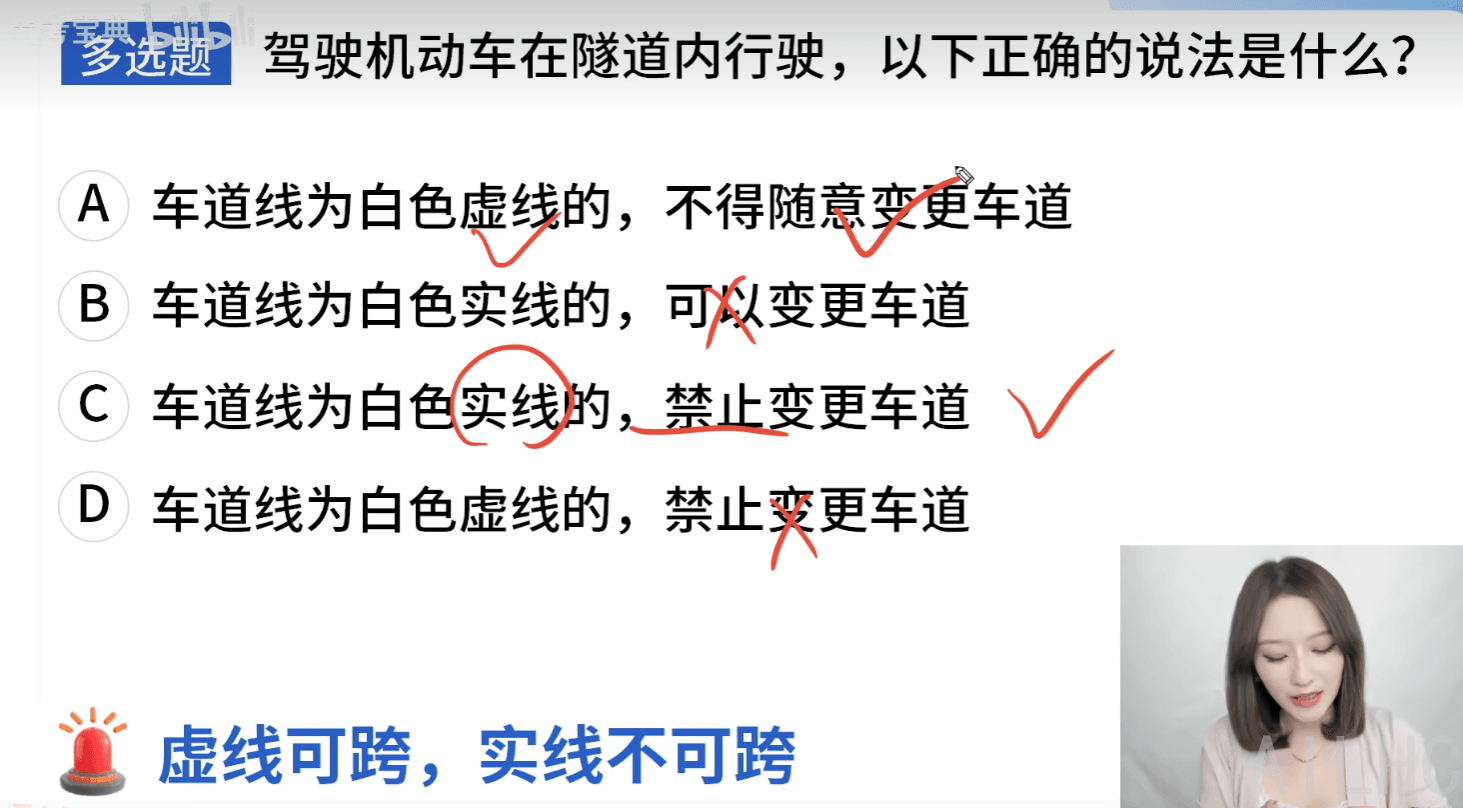 考宝典 bilibili
多选题 驾驶机动车在隧道内行驶，以下正确的说法是什么？
A 车道线为白色虚线的，不得随意变更车道
B 车道线为白色实线的，可以变更车道
C 车道线为白色实线的，禁止变更车道
D 车道线为白色虚线的，禁止变更车道
虚线可跨，实线不可跨